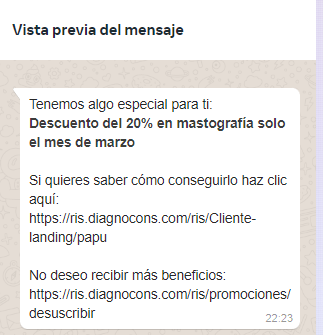 Vista previa del mensaje
Tenemos algo especial para ti:
Descuento del 20% en mastografía solo
el mes de marzo
Si quieres saber cómo conseguirlo haz clic
aquí:
https://ris.diagnocons.com/ris/Cliente-
landing/papu
No deseo recibir más beneficios:
https://ris.diagnocons.com/ris/promociones/
desuscribir
22:23